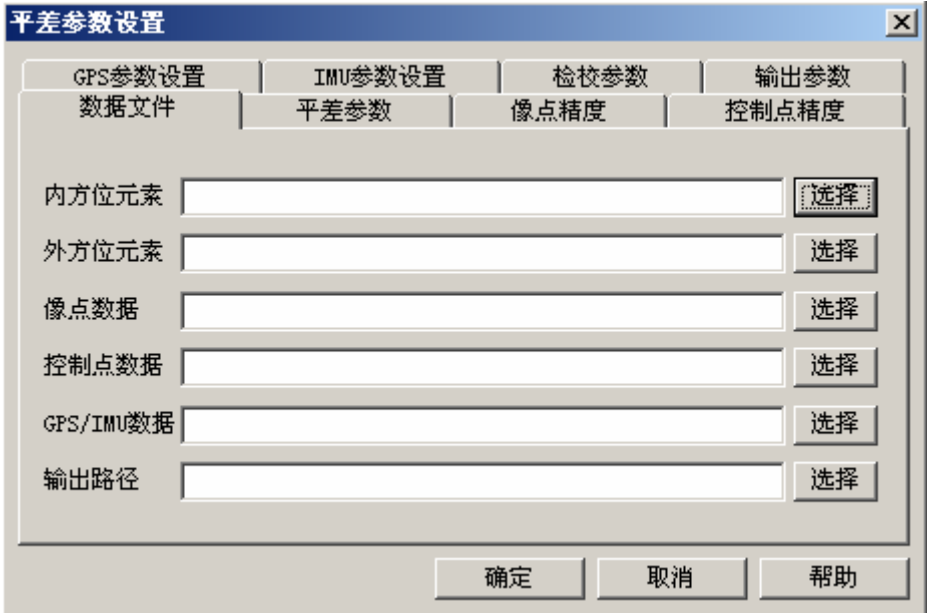 平差参数设置
GPS参数设置 IMU参数设置 检校参数 输出参数
数据文件 平差参数 像点精度 控制点精度
内方位元素 选择
外方位元素 选择
像点数据 选择
控制点数据 选择
GPS/IMU数据 选择
输出路径 选择
确定 取消 帮助